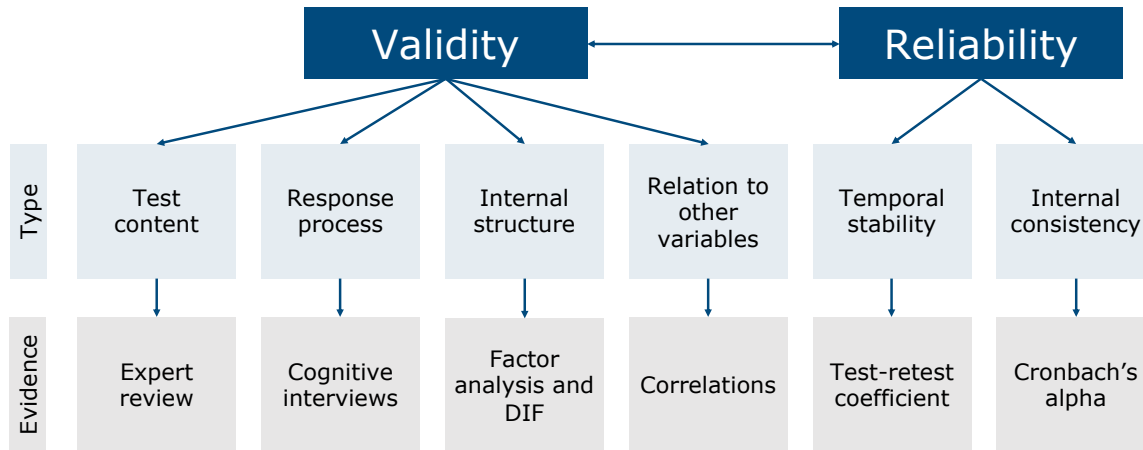 Validity
Reliability
Type
Test
content
Response
process
Internal
structure
Relation to
other
variables
Temporal
stability
Internal
consistency
Evidence
Expert
review
Cognitive
interviews
Factor
analysis and
DIF
Correlations
Test-retest
coefficient
Cronbach's
alpha